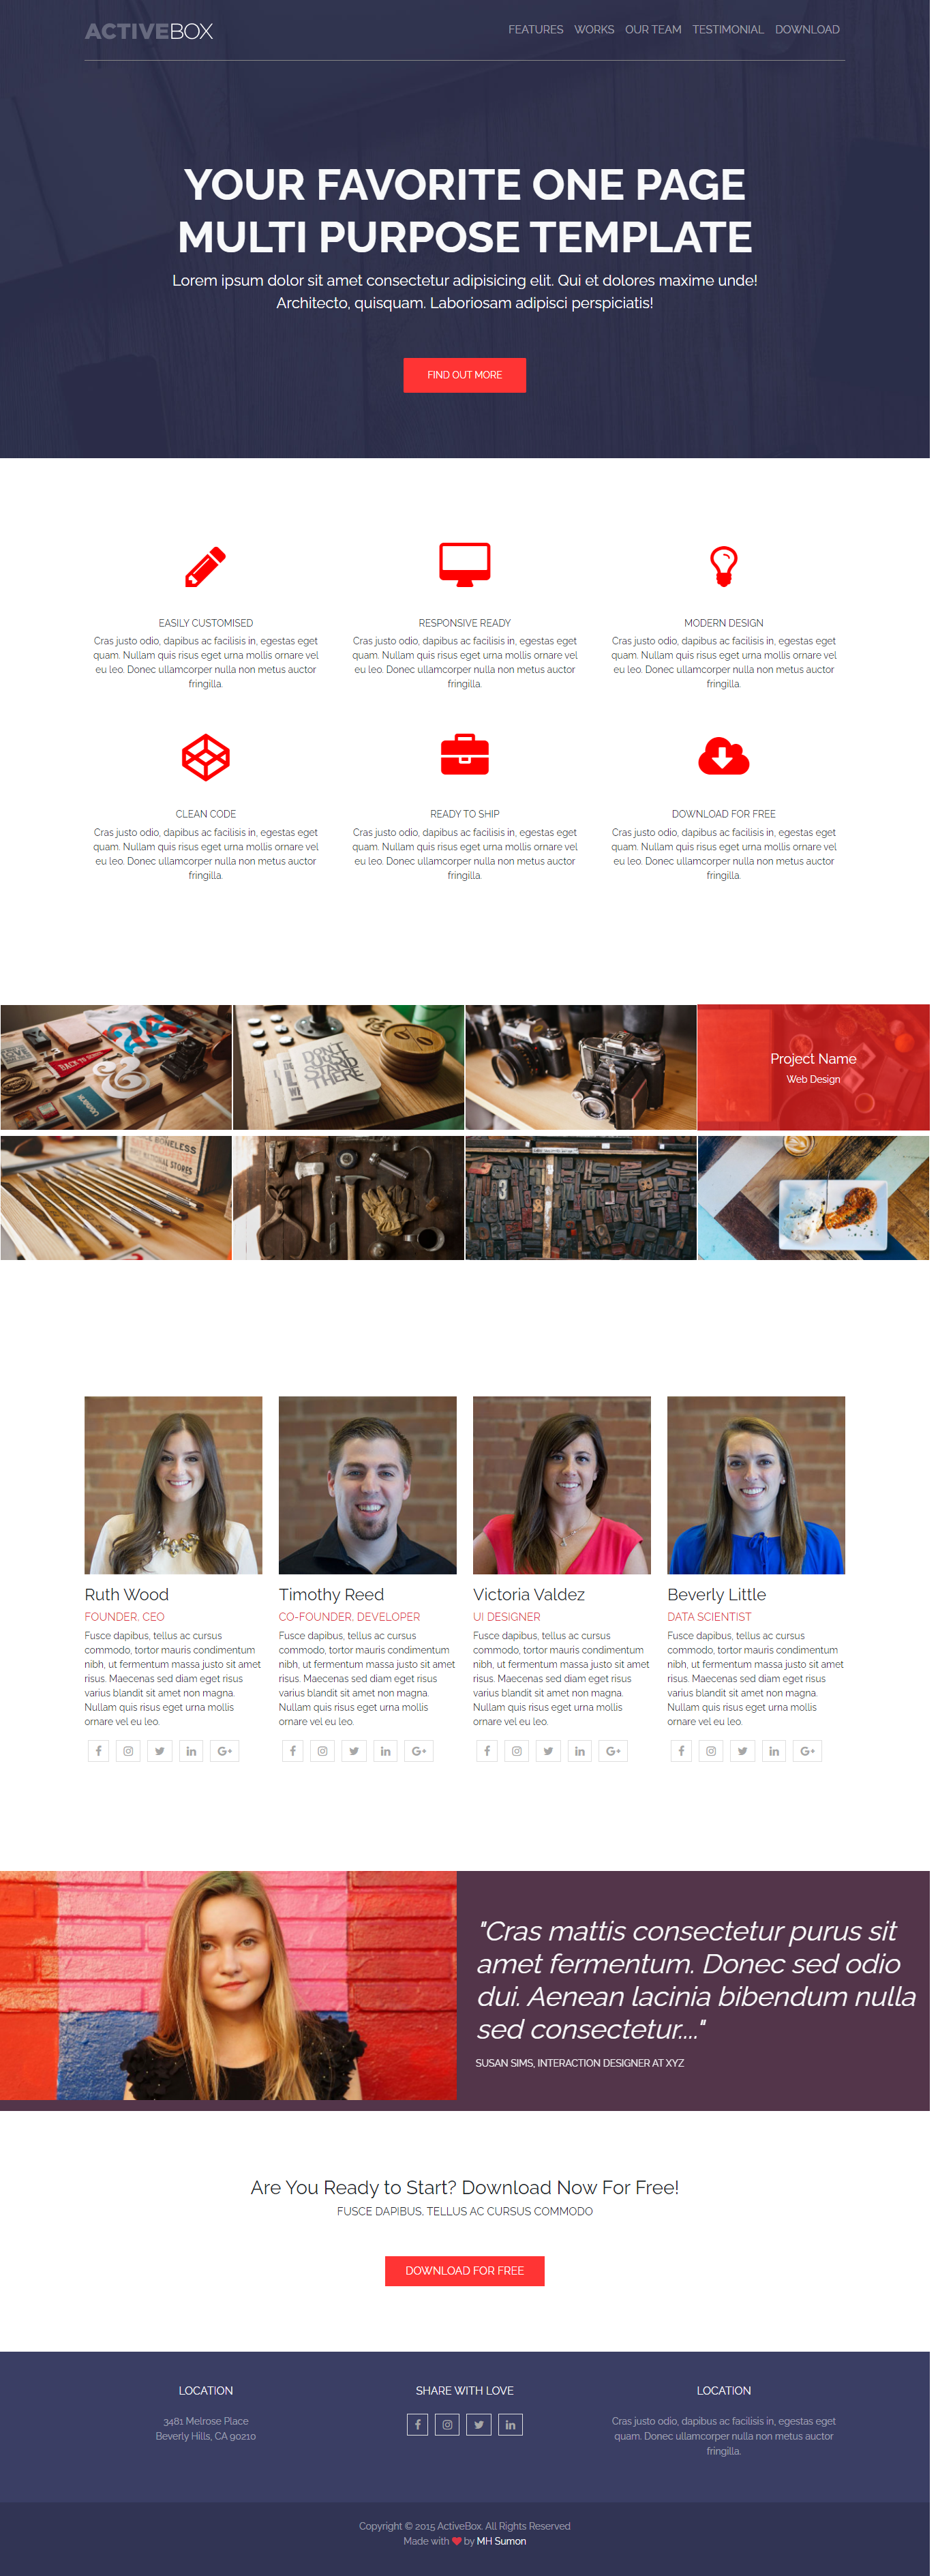 ACTIVEBOX
FEATURES WORKS OUR TEAM TESTIMONIAL DOWNLOAD
YOUR FAVORITE ONE PAGE
MULTI PURPOSE TEMPLATE
Lorem ipsum dolor sit amet consectetur adipisicing elit. Qui et dolores maxime unde!
Architecto, quisquam. Laboriosam adipisci perspiciatis!
FIND OUT MORE
EASILY CUSTOMISED
Cras justo odio, dapibus ac facilisis in, egestas eget
quam. Nullam quis risus eget urna mollis ornare vel
eu leo. Donec ullamcorper nulla non metus auctor
fringilla.
RESPONSIVE READY
Cras justo odio, dapibus ac facilisis in, egestas eget
quam. Nullam quis risus eget urna mollis ornare vel
eu leo. Donec ullamcorper nulla non metus auctor
fringilla.
MODERN DESIGN
Cras justo odio, dapibus ac facilisis in, egestas eget
quam. Nullam quis risus eget urna mollis ornare vel
eu leo. Donec ullamcorper nulla non metus auctor
fringilla.
CLEAN CODE
Cras justo odio, dapibus ac facilisis in, egestas eget
quam. Nullam quis risus eget urna mollis ornare vel
eu leo. Donec ullamcorper nulla non metus auctor
fringilla.
READY TO SHIP
Cras justo odio, dapibus ac facilisis in, egestas eget
quam. Nullam quis risus eget urna mollis ornare vel
eu leo. Donec ullamcorper nulla non metus auctor
fringilla.
DOWNLOAD FOR FREE
Cras justo odio, dapibus ac facilisis in, egestas eget
quam. Nullam quis risus eget urna mollis ornare vel
eu leo. Donec ullamcorper nulla non metus auctor
fringilla.
DON'T
JUST
STAND
THERE
Project Name
Web Design
BONELESS
STORES
Ruth Wood
FOUNDER, CEO
Fusce dapibus, tellus ac cursus
commodo, tortor mauris condimentum
nibh, ut fermentum massa justo sit amet
risus. Maecenas sed diam eget risus
varius blandit sit amet non magna.
Nullam quis risus eget urna mollis
ornare vel eu leo.
Timothy Reed
CO-FOUNDER, DEVELOPER
Fusce dapibus, tellus ac cursus
commodo, tortor mauris condimentum
nibh, ut fermentum massa justo sit amet
risus. Maecenas sed diam eget risus
varius blandit sit amet non magna.
Nullam quis risus eget urna mollis
ornare vel eu leo.
Victoria Valdez
UI DESIGNER
Fusce dapibus, tellus ac cursus
commodo, tortor mauris condimentum
nibh, ut fermentum massa justo sit amet
risus. Maecenas sed diam eget risus
varius blandit sit amet non magna.
Nullam quis risus eget urna mollis
ornare vel eu leo.
Beverly Little
DATA SCIENTIST
Fusce dapibus, tellus ac cursus
commodo, tortor mauris condimentum
nibh, ut fermentum massa justo sit amet
risus. Maecenas sed diam eget risus
varius blandit sit amet non magna.
Nullam quis risus eget urna mollis
ornare vel eu leo.
"Cras mattis consectetur purus sit
amet fermentum. Donec sed odio
dui. Aenean lacinia bibendum nulla
sed consectetur...."
SUSAN SIMS, INTERACTION DESIGNER AT XYZ
Are You Ready to Start? Download Now For Free!
FUSCE DAPIBUS, TELLUS AC CURSUS COMMODO
DOWNLOAD FOR FREE
LOCATION
3481 Melrose Place
Beverly Hills, CA 90210
SHARE WITH LOVE
LOCATION
Cras justo odio, dapibus ac facilisis in, egestas eget
quam. Donec ullamcorper nulla non metus auctor
fringilla.
Copyright © 2015 ActiveBox. All Rights Reserved
Made with ❤ by MH Sumon